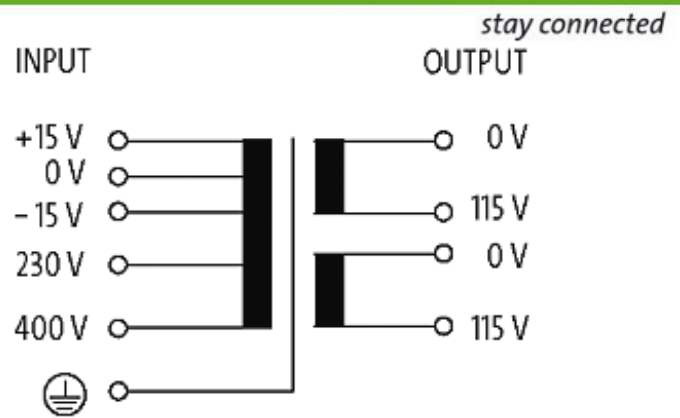 stay connected
INPUT OUTPUT
+15 V 0 V
0 V
-15 V 115 V
230 V 0 V
400 V 115 V